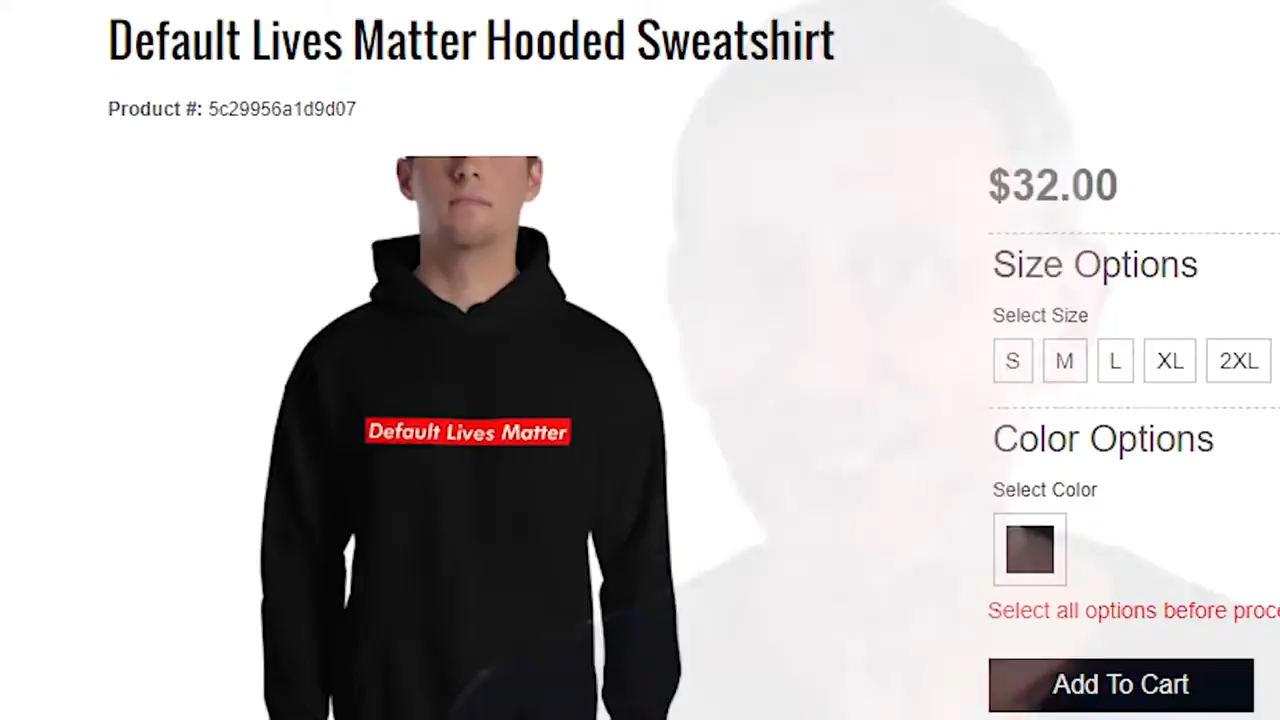 Default Lives Matter Hooded Sweatshirt
Product #: 5c29956a1d9d07
Default Lives Matter
$32.00
Size Options
Select Size
S M L XL 2XL
Color Options
Select Color
Select all options before
Add To Cart